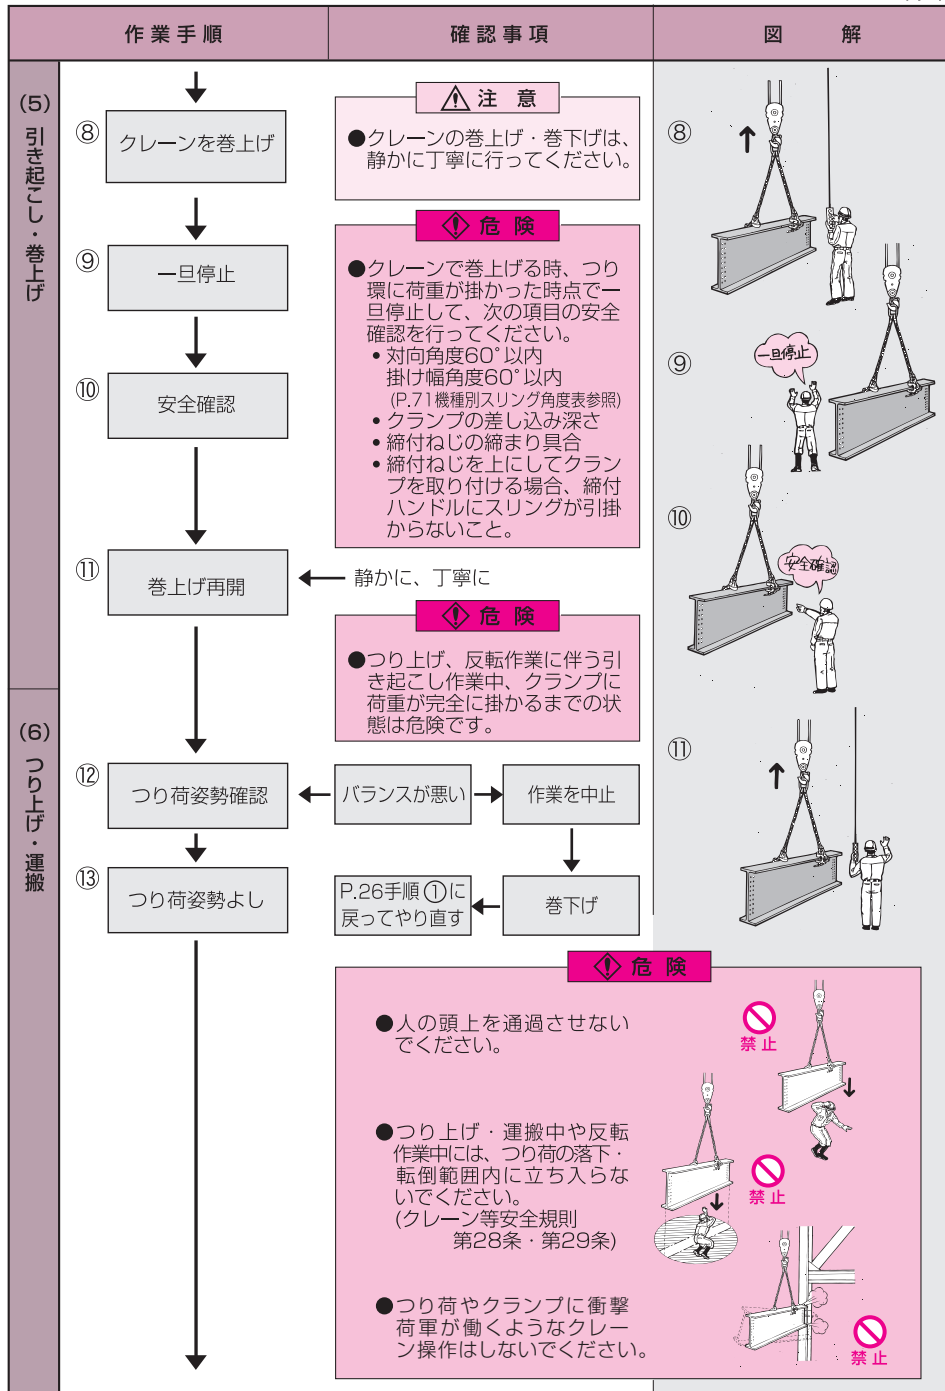 作業手順
確認事項
図 解
(5) 引き起こし・巻上げ
⑧
クレーンを巻上げ
⑨
一旦停止
⑩
安全確認
⑪
巻上げ再開
静かに、丁寧に
注 意
●クレーンの巻上げ・巻下げは、
静かに丁寧に行ってください。
危 険
●クレーンで巻上げる時、つり
環に荷重が掛かった時点で一
旦停止して、次の項目の安全
確認を行ってください。
• 対向角度60°以内
掛け幅角度60°以内
(P.71機種別スリング角度表参照)
• クランプの差し込み深さ
• 締付ねじの締まり具合
• 締付ねじを上にしてクラン
プを取り付ける場合、締付
ハンドルにスリングが引掛
からないこと。
危 険
●つり上げ、反転作業に伴う引
き起こし作業中、クランプに
荷重が完全に掛かるまでの状
態は危険です。
⑧
⑨
一旦停止
⑩
安全確認
⑪
(6) つり上げ・運搬
⑫
つり荷姿勢確認
バランスが悪い
作業を中止
⑬
つり荷姿勢よし
P.26手順①に
戻ってやり直す
巻下げ
危 険
●人の頭上を通過させない
でください。
禁止
●つり上げ・運搬中や反転
作業中には、つり荷の落下・
転倒範囲内に立ち入らな
いでください。
(クレーン等安全規則
第28条・第29条)
禁止
●つり荷やクランプに衝撃
荷軍が働くようなクレー
ン操作はしないでください。
禁止